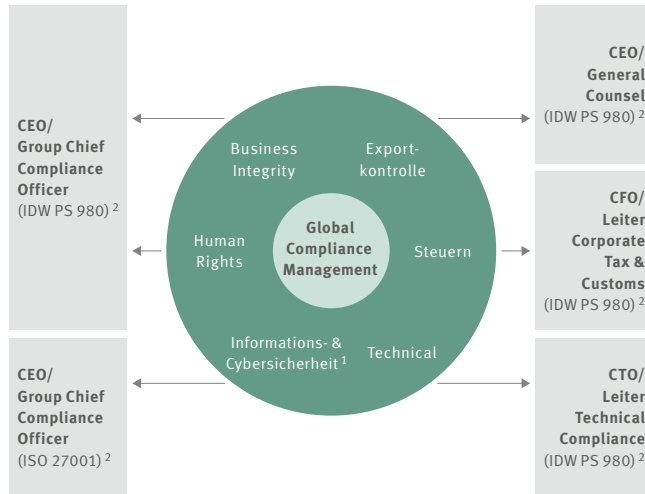 CEO/
Group Chief
Compliance
Officer
(IDW PS 980) 2
CEO/
Group Chief
Compliance
Officer
(ISO 27001) 2
Business
Integrity
Export-
kontrolle
Human
Rights
Global
Compliance
Management
Steuern
Informations- &
Cybersicherheit 1
Technical
CEO/
General
Counsel
(IDW PS 980) 2
CFO/
Leiter
Corporate
Tax &
Customs
(IDW PS 980) 2
CTO/
Leiter
Technical
Compliance
(IDW PS 980) 2